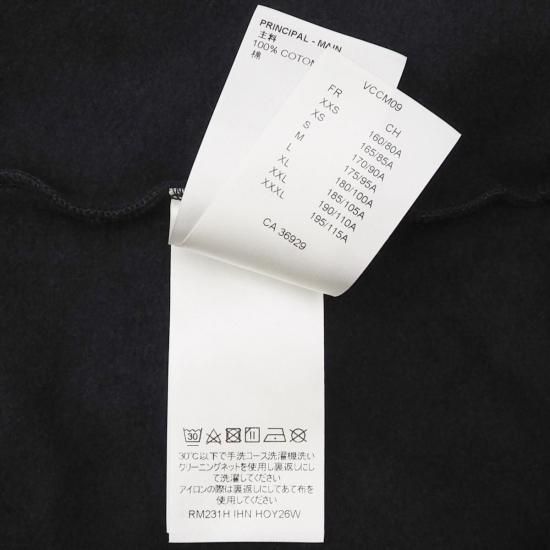 PRINCIPAL - MAIN
主料
100% COTON
棉
VCCM09
FR CH
XXS 160/80A
XS 165/85A
S 170/90A
M 175/95A
L 180/100A
XL 185/105A
XXL 190/110A
XXXL 195/115A
CA 36929
30
30℃以下で手洗コース洗濯機洗い
クリーニングネットを使用し裏返しにし
て洗濯してください
アイロンの際は裏返しにしてあて布を
使用してください
RM231H IHN HOY26W